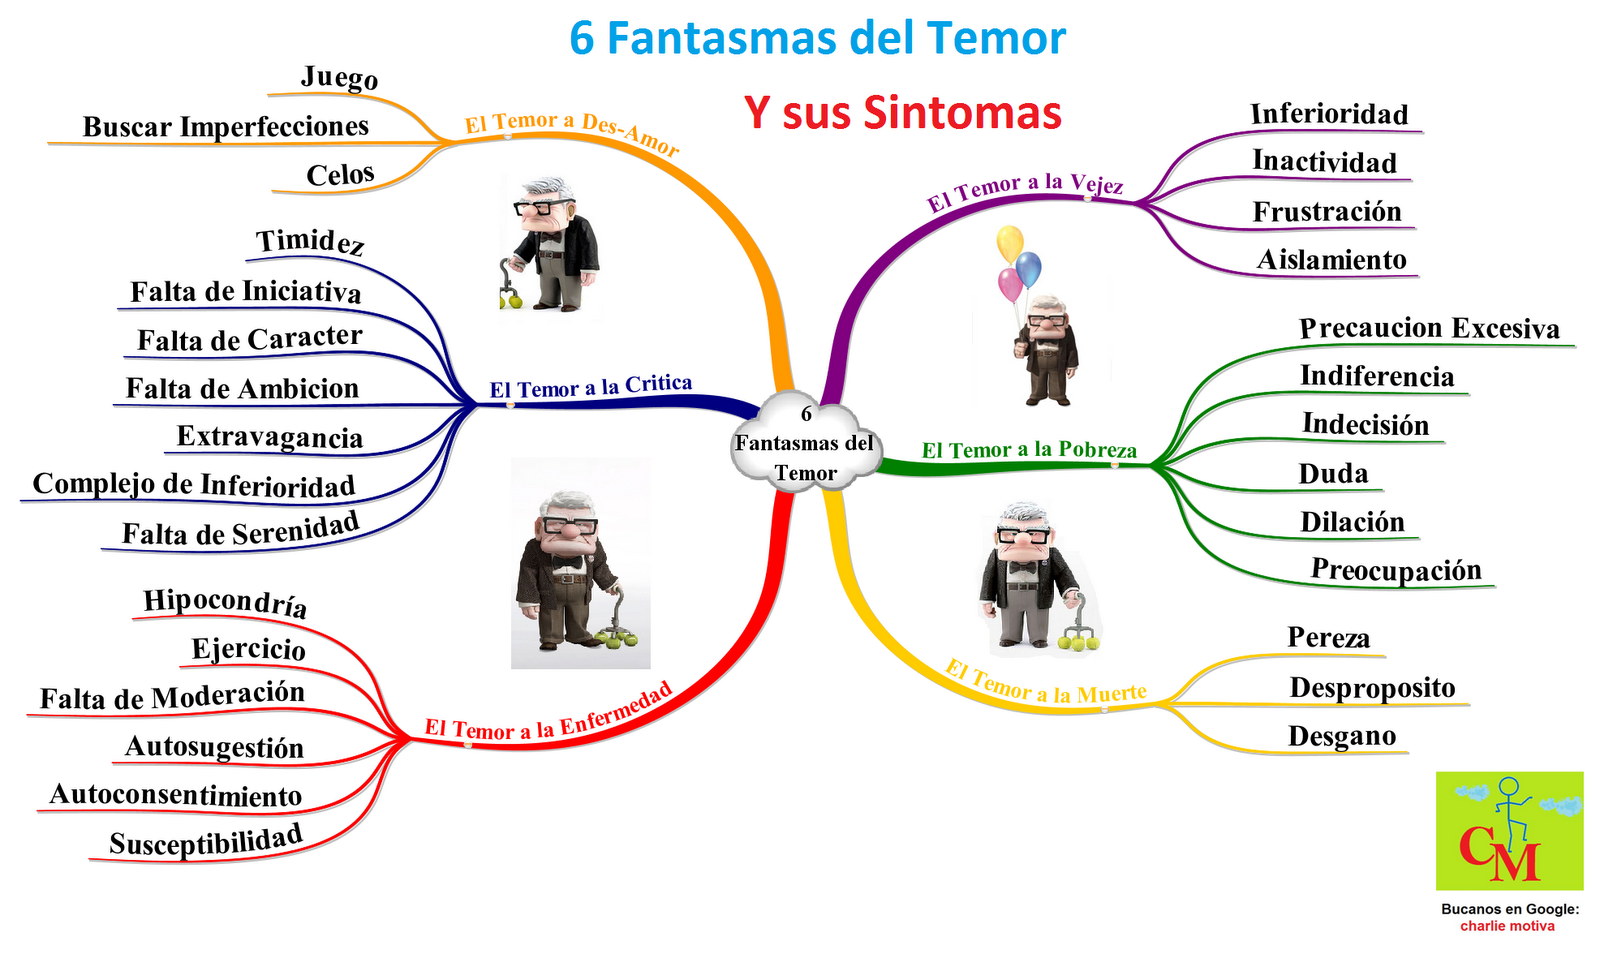 6 Fantasmas del Temor
Y sus Sintomas
El Temor a Des-Amor
Juego
Buscar Imperfecciones
Celos
El Temor a la Critica
Timidez
Falta de Iniciativa
Falta de Caracter
Falta de Ambicion
Extravagancia
Complejo de Inferioridad
Falta de Serenidad
El Temor a la Enfermedad
Hipocondría
Ejercicio
Falta de Moderación
Autosugestión
Autoconsentimiento
Susceptibilidad
6
Fantasmas del
Temor
El Temor a la Vejez
Inferioridad
Inactividad
Frustración
Aislamiento
El Temor a la Pobreza
Precaucion Excesiva
Indiferencia
Indecisión
Duda
Dilación
Preocupación
El Temor a la Muerte
Pereza
Desproposito
Desgano
CM
Bucanos en Google:
charlie motiva